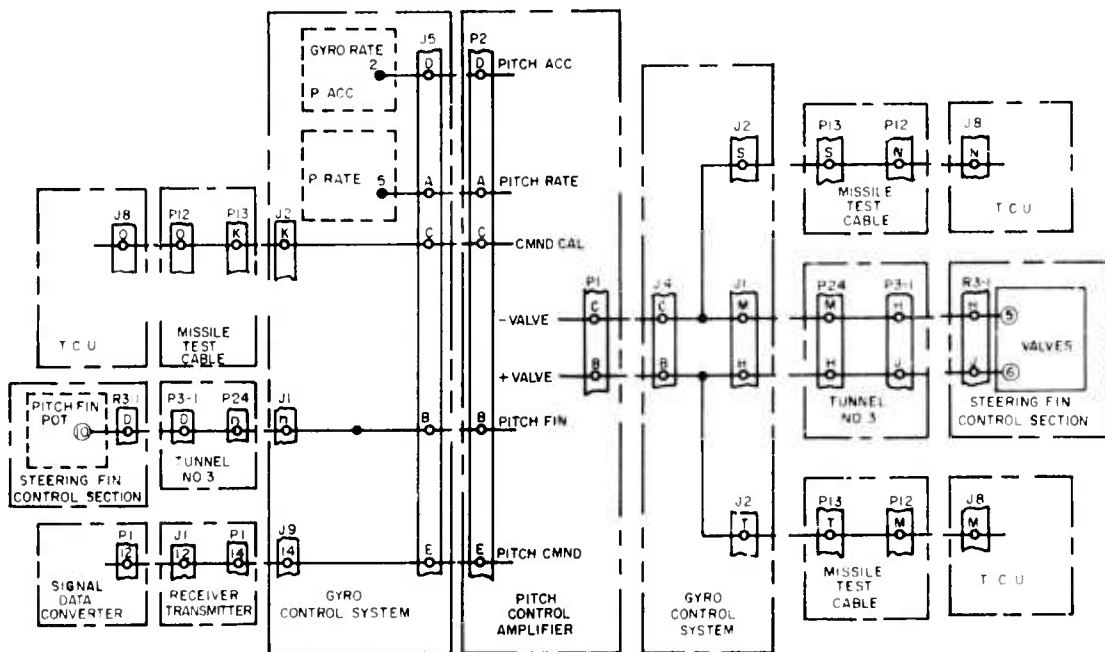 GYRO RATE
2
P ACC
P RATE
5
J5
D
A
C
B
E
P2
D
PITCH ACC
A
PITCH RATE
C
CMND CAL
B
PITCH FIN
E
PITCH CMND
J8
P12
P13
K
J2
K
T C U
MISSILE
TEST
CABLE
PITCH FIN
POT
10
R3-1
D
P3-1
D
P24
J1
STEERING FIN
CONTROL SECTION
TUNNEL
NO 3
P1
12
J1
12
P1
14
J9
14
SIGNAL
DATA
CONVERTER
RECEIVER
TRANSMITTER
GYRO
CONTROL SYSTEM
PITCH
CONTROL
AMPLIFIER
- VALVE
+ VALVE
P1
C
B
J4
C
B
J2
S
J1
M
H
J2
T
GYRO
CONTROL
SYSTEM
P13
S
P12
N
J8
N
MISSILE
TEST
CABLE
T C U
P24
M
H
P3-1
H
J
R3-1
H
J
5
6
VALVES
TUNNEL
NO 3
STEERING FIN
CONTROL SECTION
P13
T
P12
M
J8
M
MISSILE
TEST
CABLE
T C U